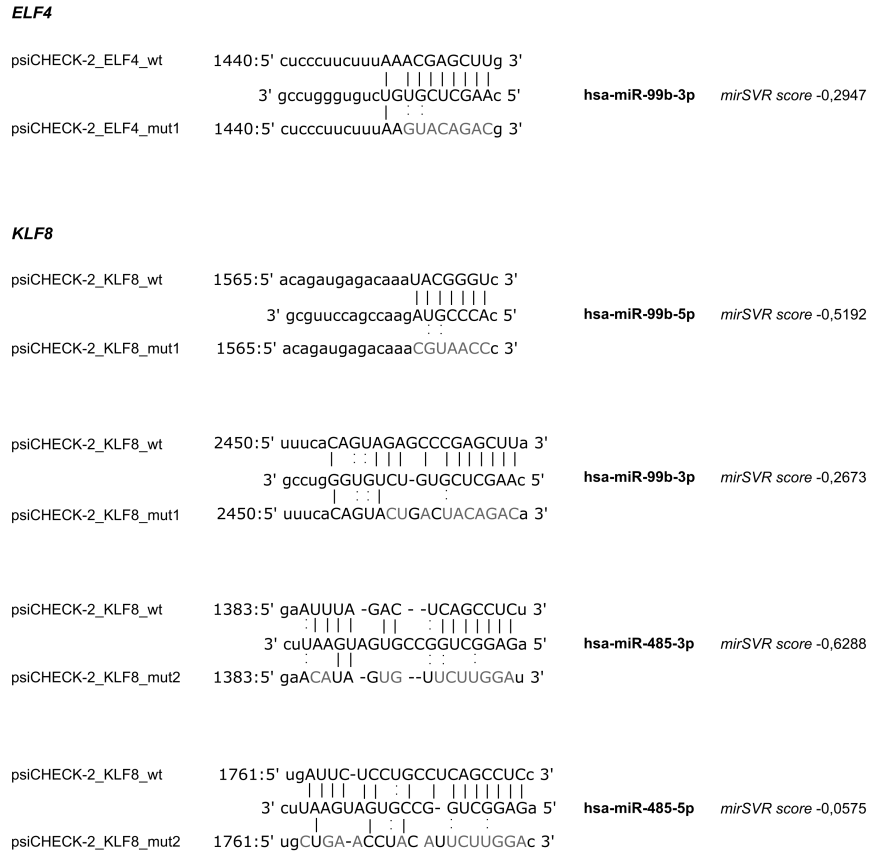 ELF4
psiCHECK-2_ELF4_wt 1440:5' cucccuucuuuAAACGAGCUUg 3'
3' gccugggugucUGUGCUCGAAc 5' hsa-miR-99b-3p mirSVR score -0,2947
psiCHECK-2_ELF4_mut1 1440:5' cucccuucuuuAAGUACAGACg 3'
KLF8
psiCHECK-2_KLF8_wt 1565:5' acagaugagacaaaUACGGGUc 3'
3' gcguuccagccaagAUGCCCAc 5' hsa-miR-99b-5p mirSVR score -0,5192
psiCHECK-2_KLF8_mut1 1565:5' acagaugagacaaaCGUAACCc 3'
psiCHECK-2_KLF8_wt 2450:5' uuucaCAGUAGAGCCCGAGCUUa 3'
3' gccugGGUGUCU-GUGCUCGAAc 5' hsa-miR-99b-3p mirSVR score -0,2673
psiCHECK-2_KLF8_mut1 2450:5' uuucaCAGUACUGACUACAGACa 3'
psiCHECK-2_KLF8_wt 1383:5' gaAUUUA -GAC - -UCAGCCUCu 3'
3' cuUAAGUAGUGCCGGUCGGAGa 5' hsa-miR-485-3p mirSVR score -0,6288
psiCHECK-2_KLF8_mut2 1383:5' gaACAUA -GUG --UUCUUGGAu 3'
psiCHECK-2_KLF8_wt 1761:5' ugAUUC-UCCUGCCUCAGCCUCc 3'
3' cuUAAGUAGUGCCG- GUCGGAGa 5' hsa-miR-485-5p mirSVR score -0,0575
psiCHECK-2_KLF8_mut2 1761:5' ugCUGA-ACCUAC AUUCUUGGAc 3'